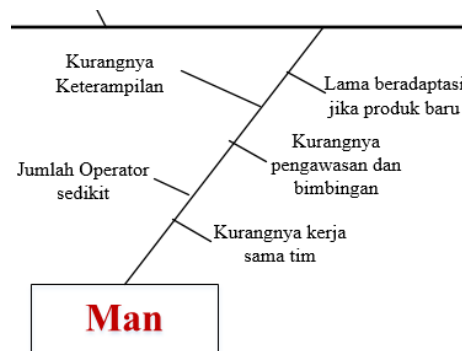 Kurangnya
Keterampilan
Lama beradaptasi
jika produk baru
Kurangnya
pengawasan dan
bimbingan
Jumlah Operator
sedikit
Kurangnya kerja
sama tim
Man